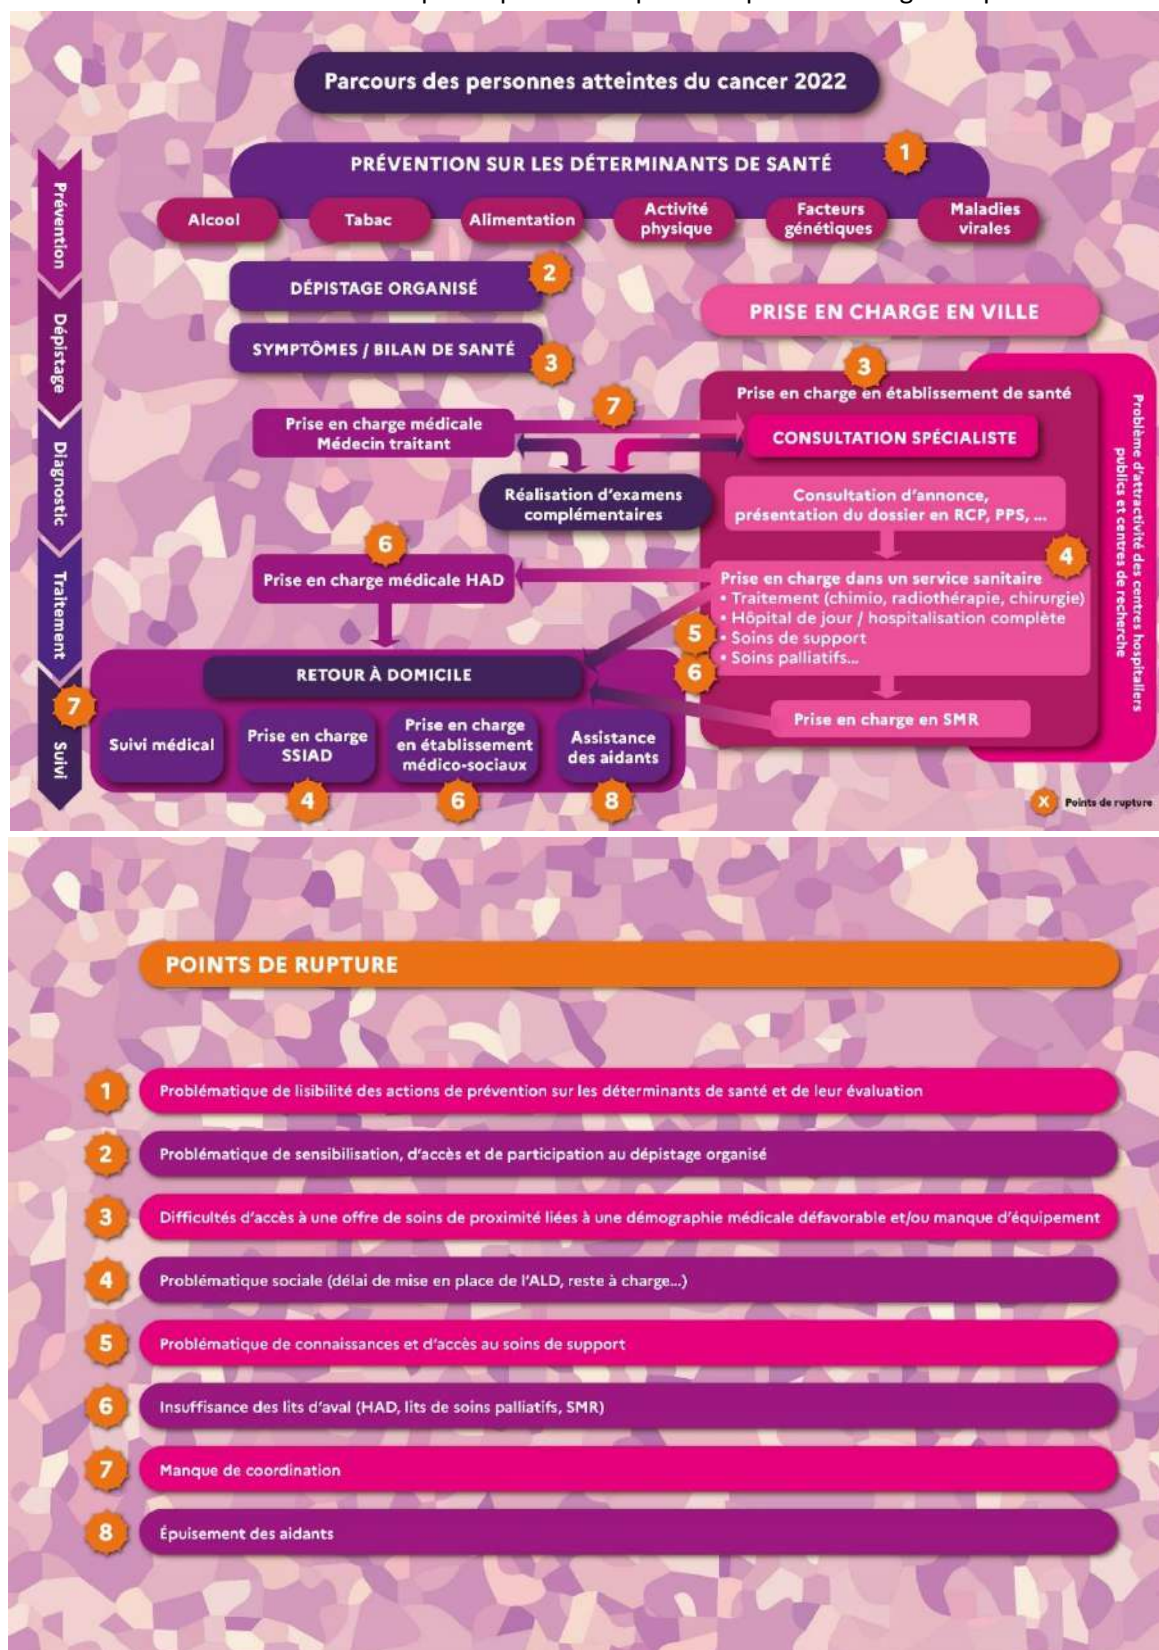 Parcours des personnes atteintes du cancer 2022
PRÉVENTION SUR LES DÉTERMINANTS DE SANTÉ
1
Alcool
Tabac
Alimentation
Activité
physique
Facteurs
génétiques
Maladies
virales
Prévention
Dépistage
Diagnostic
Traitement
Suivi
DÉPISTAGE ORGANISÉ
2
SYMPTÔMES / BILAN DE SANTÉ
3
PRISE EN CHARGE EN VILLE
3
Prise en charge en établissement de santé
Prise en charge médicale
Médecin traitant
7
CONSULTATION SPÉCIALISTE
Réalisation d'examens
complémentaires
Consultation d'annonce,
présentation du dossier en RCP, PPS, ...
6
Prise en charge médicale HAD
4
Prise en charge dans un service sanitaire
• Traitement (chimio, radiothérapie, chirurgie)
• Hôpital de jour / hospitalisation complète
• Soins de support
• Soins palliatifs...
5
6
Prise en charge en SMR
Problème d'attractivité des centres hospitaliers
publics et centres de recherche
RETOUR À DOMICILE
7
Suivi médical
Prise en charge
SSIAD
Prise en charge
en établissement
médico-sociaux
Assistance
des aidants
4
6
8
X Points de rupture
POINTS DE RUPTURE
1 Problématique de lisibilité des actions de prévention sur les déterminants de santé et de leur évaluation
2 Problématique de sensibilisation, d'accès et de participation au dépistage organisé
3 Difficultés d'accès à une offre de soins de proximité liées à une démographie médicale défavorable et/ou manque d'équipement
4 Problématique sociale (délai de mise en place de l'ALD, reste à charge...)
5 Problématique de connaissances et d'accès au soins de support
6 Insuffisance des lits d'aval (HAD, lits de soins palliatifs, SMR)
7 Manque de coordination
8 Épuisement des aidants